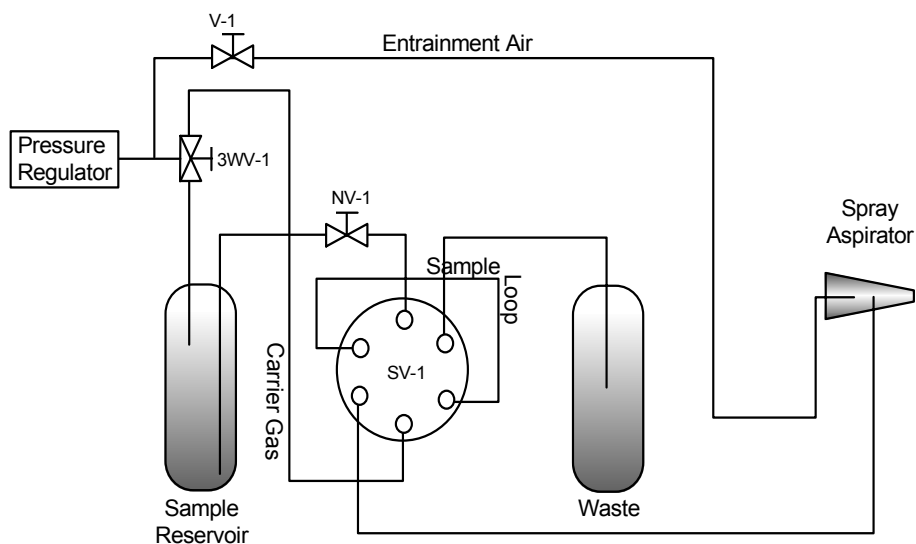 V-1
Entrainment Air
Pressure
Regulator
3WV-1
NV-1
Spray
Aspirator
Sample
Loop
SV-1
Carrier Gas
Sample
Reservoir
Waste